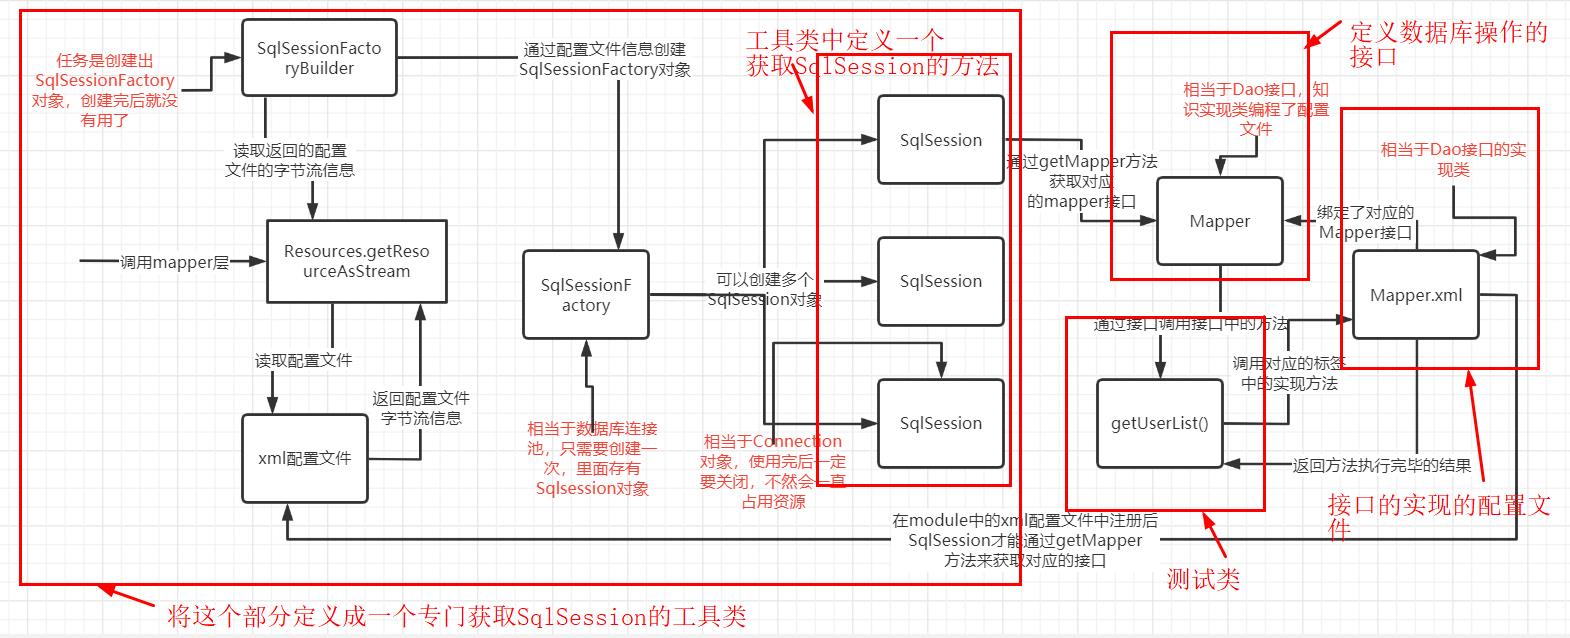 任务是创建出
SqlSessionFactory
对象，创建完后就没
有用了
SqlSessionFacto
ryBuilder
通过配置文件信息创建
SqlSessionFactory对象
读取返回的配置
文件的字节流信息
调用mapper层
Resources.getReso
urceAsStream
读取配置文件
返回配置文件
字节流信息
xml配置文件
SqlSessionF
actory
相当于数据库连接
池，只需要创建一
次，里面存有
Sqlsession对象
可以创建多个
SqlSession对象
相当于Connection
对象，使用完后一定
要关闭，不然会一直
占用资源
工具类中定义一个
获取SqlSession的方法
SqlSession
SqlSession
SqlSession
通过getMapper方法
获取对应
的mapper接口
定义数据库操作的
接口
相当于Dao接口，知
识实现类编程了配置
文件
Mapper
相当于Dao接口的实
现类
绑定了对应的
Mapper接口
Mapper.xml
通过接口调用接口中的方法
调用对应的标签
中的实现方法
getUserList()
返回方法执行完毕的结果
接口的实现的配置文
件
在module中的xml配置文件中注册后
SqlSession才能通过getMapper
方法来获取对应的接口
测试类
将这个部分定义成一个专门获取SqlSession的工具类